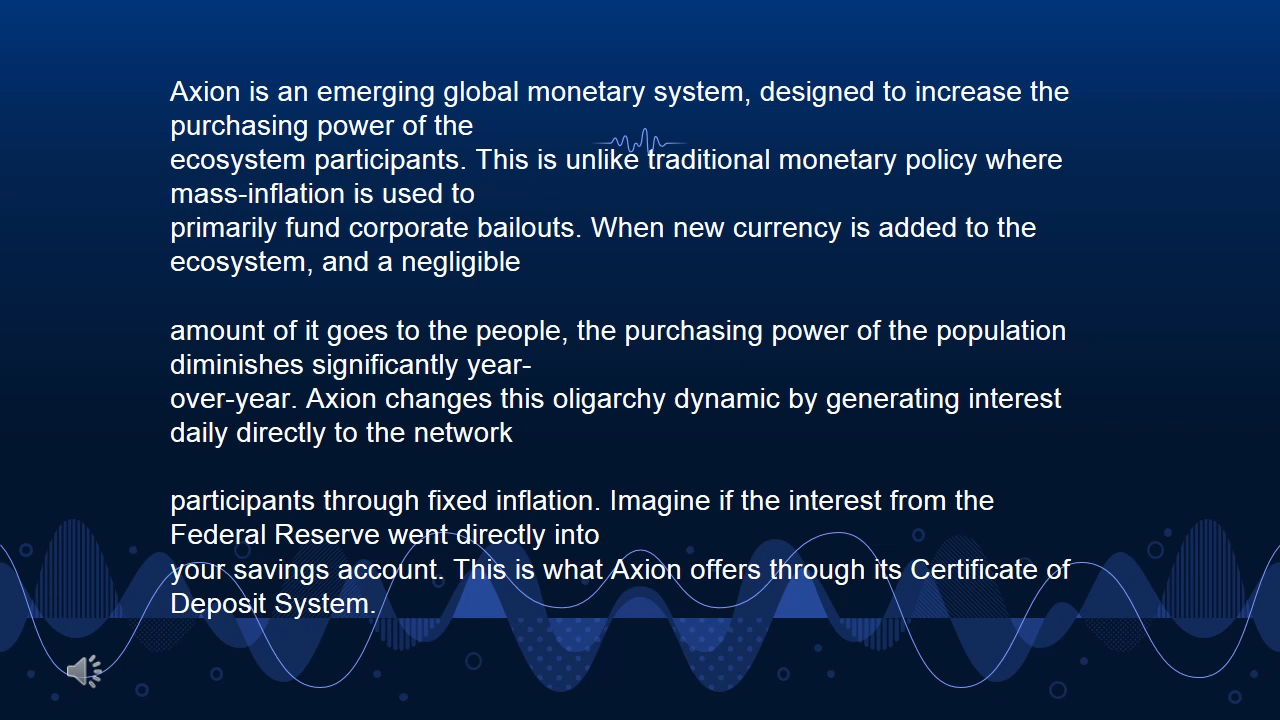 Axion is an emerging global monetary system, designed to increase the
purchasing power of the
ecosystem participants. This is unlike traditional monetary policy where
mass-inflation is used to
primarily fund corporate bailouts. When new currency is added to the
ecosystem, and a negligible
amount of it goes to the people, the purchasing power of the population
diminishes significantly year-
over-year. Axion changes this oligarchy dynamic by generating interest
daily directly to the network
participants through fixed inflation. Imagine if the interest from the
Federal Reserve went directly into
your savings account. This is what Axion offers through its Certificate of
Deposit System.